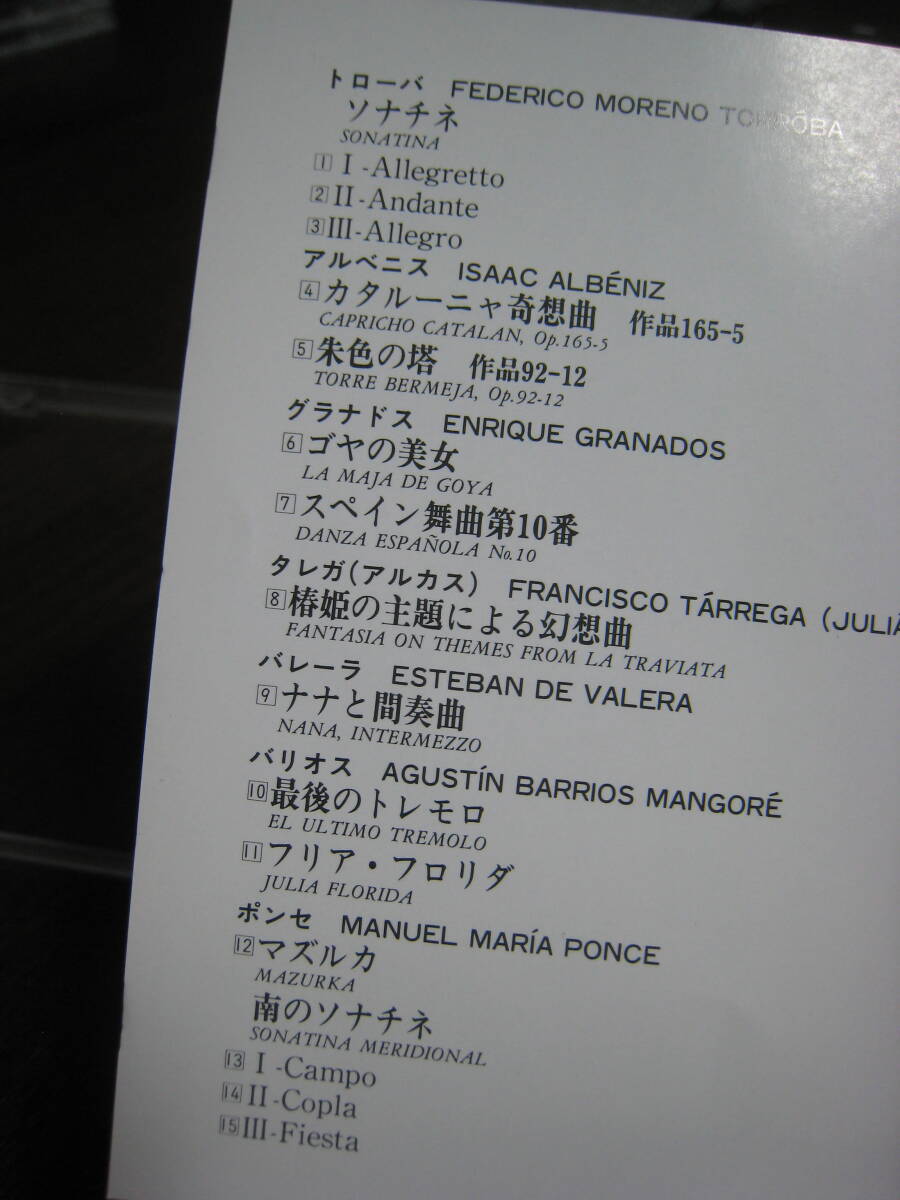 トローバ FEDERICO MORENO TORRÓBA
ソナチネ
SONATINA
1 I-Allegretto
2 II-Andante
3 III-Allegro
アルベニス ISAAC ALBÉNIZ
4 カタルーニャ奇想曲 作品165-5
CAPRICHO CATALAN, Op.165-5
5 朱色の塔 作品92-12
TORRE BERMEJA, Op.92-12
グラナドス ENRIQUE GRANADOS
6 ゴヤの美女
LA MAJA DE GOYA
7 スペイン舞曲第10番
DANZA ESPAÑOLA No.10
タレガ(アルカス) FRANCISCO TÁRREGA (JULIÁ
8 椿姫の主題による幻想曲
FANTASIA ON THEMES FROM LA TRAVIATA
バレーラ ESTEBAN DE VALERA
9 ナナと間奏曲
NANA, INTERMEZZO
バリオス AGUSTÍN BARRIOS MANGORÉ
10 最後のトレモロ
EL ULTIMO TREMOLO
11 フリア・フロリダ
JULIA FLORIDA
ポンセ MANUEL MARÍA PONCE
12 マズルカ
MAZURKA
南のソナチネ
SONATINA MERIDIONAL
13 I-Campo
14 II-Copla
15 III-Fiesta